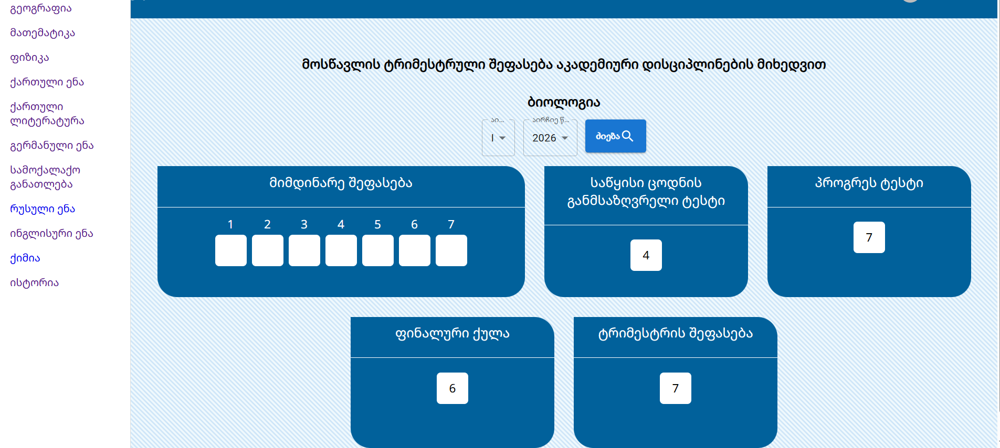 გეოგრაფია
მათემატიკა
ფიზიკა
ქართული ენა
ქართული
ლიტერატურა
გერმანული ენა
სამოქალაქო
განათლება
რუსული ენა
ინგლისური ენა
ქიმია
ისტორია
მოსწავლის ტრიმესტრული შეფასება აკადემიური დისციპლინების მიხედვით
ბიოლოგია
აი... აირჩიე წ...
I 2026 ძიება
მიმდინარე შეფასება
1 2 3 4 5 6 7
საწყისი ცოდნის
განმსაზღვრელი ტესტი
4
პროგრეს ტესტი
7
ფინალური ქულა
6
ტრიმესტრის შეფასება
7